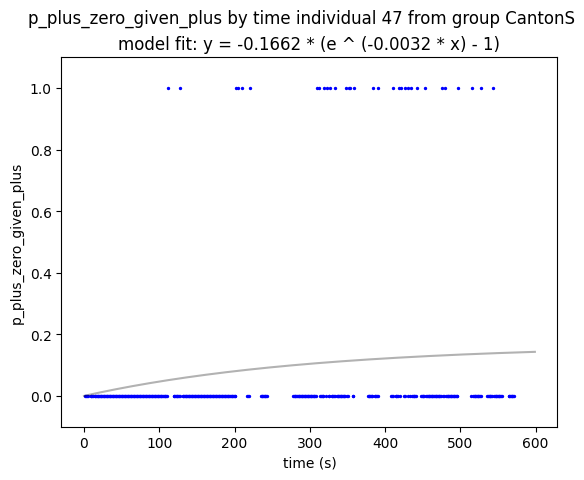 p_plus_zero_given_plus by time individual 47 from group CantonS
model fit: y = -0.1662 * (e ^ (-0.0032 * x) - 1)
1.0
0.8
0.6
0.4
0.2
0.0
p_plus_zero_given_plus
0 100 200 300 400 500 600
time (s)